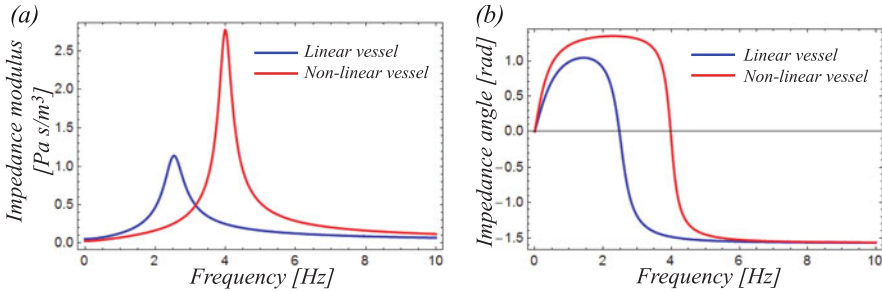 (a)
Impedance modulus
[Pa s/m³]
2.5
2.0
1.5
1.0
0.5
0.0
Linear vessel
Non-linear vessel
0 2 4 6 8 10
Frequency [Hz]
(b)
Impedance angle [rad]
1.0
0.5
0.0
-0.5
-1.0
-1.5
Linear vessel
Non-linear vessel
0 2 4 6 8 10
Frequency [Hz]